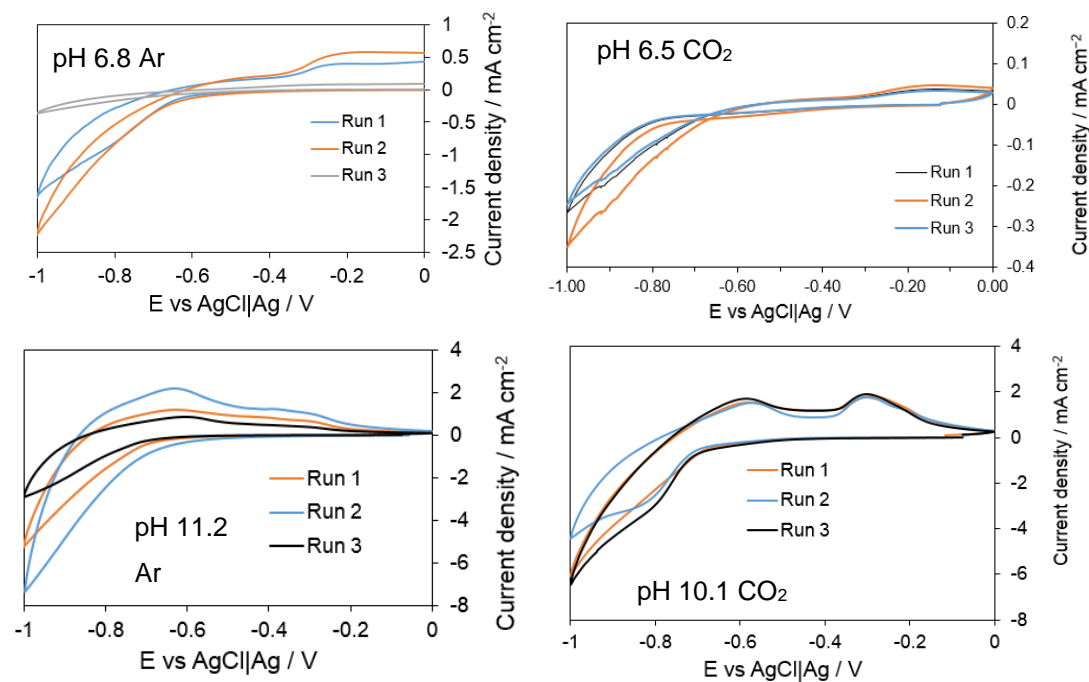 pH 6.8 Ar
1
0.5
0
-0.5
-1
-1.5
-2
-2.5
Current density / mA cm-2
Run 1
Run 2
Run 3
-1
-0.8
-0.6
-0.4
-0.2
0
E vs AgCl|Ag / V
pH 6.5 CO2
0.2
0.1
0
-0.1
-0.2
-0.3
-0.4
Current density / mA cm−2
Run 1
Run 2
Run 3
-1.00
-0.80
-0.60
-0.40
-0.20
0.00
E vs AgCl|Ag / V
4
2
0
-2
-4
-6
-8
Current density / mA cm-2
Run 1
Run 2
Run 3
pH 11.2
Ar
-1
-0.8
-0.6
-0.4
-0.2
0
E vs AgCl|Ag / V
4
2
0
-2
-4
-6
-8
Current density / mA cm-2
Run 1
Run 2
Run 3
pH 10.1 CO2
-1
-0.8
-0.6
-0.4
-0.2
0
E vs AgCl|Ag / V